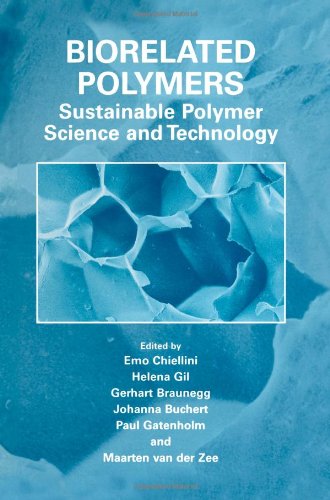 BIORELATED
POLYMERS
Sustainable Polymer
Science and Technology
Edited by
Emo Chiellini
Helena Gil
Gerhart Braunegg
Johanna Buchert
Paul Gatenholm
and
Maarten van der Zee